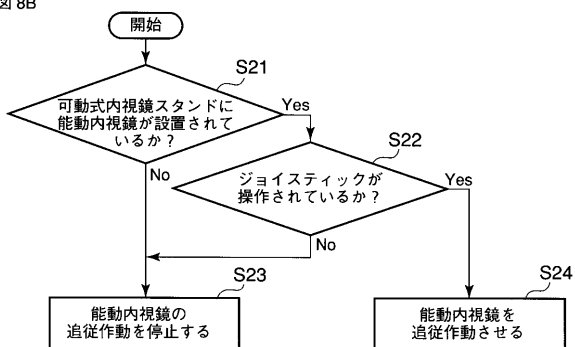 図 8B
開始
S21
可動式内視鏡スタンドに
能動内視鏡が設置されて
いるか?
Yes
No
S22
ジョイスティックが
操作されているか?
Yes
No
S23
能動内視鏡の
追従作動を停止する
S24
能動内視鏡を
追従作動させる